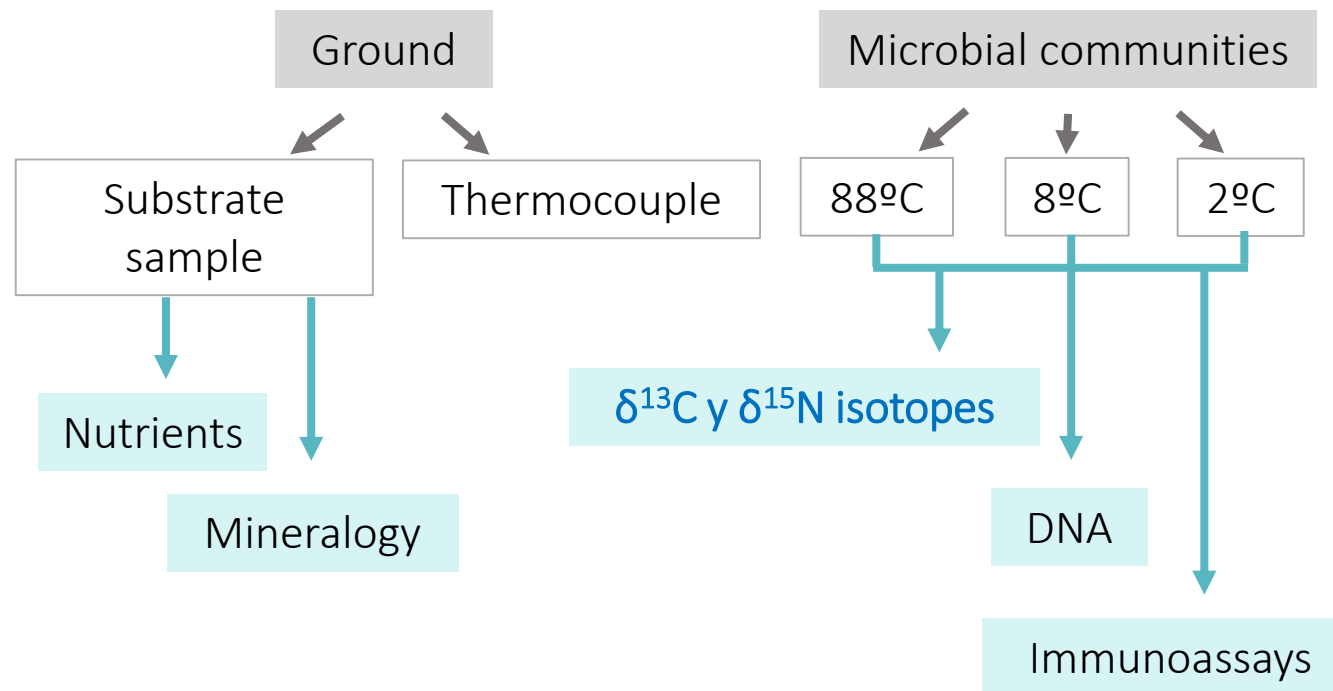 Ground
Microbial communities
Substrate
sample
Thermocouple
88ºC
8ºC
2ºC
Nutrients
Mineralogy
δ¹³C y δ¹⁵N isotopes
DNA
Immunoassays